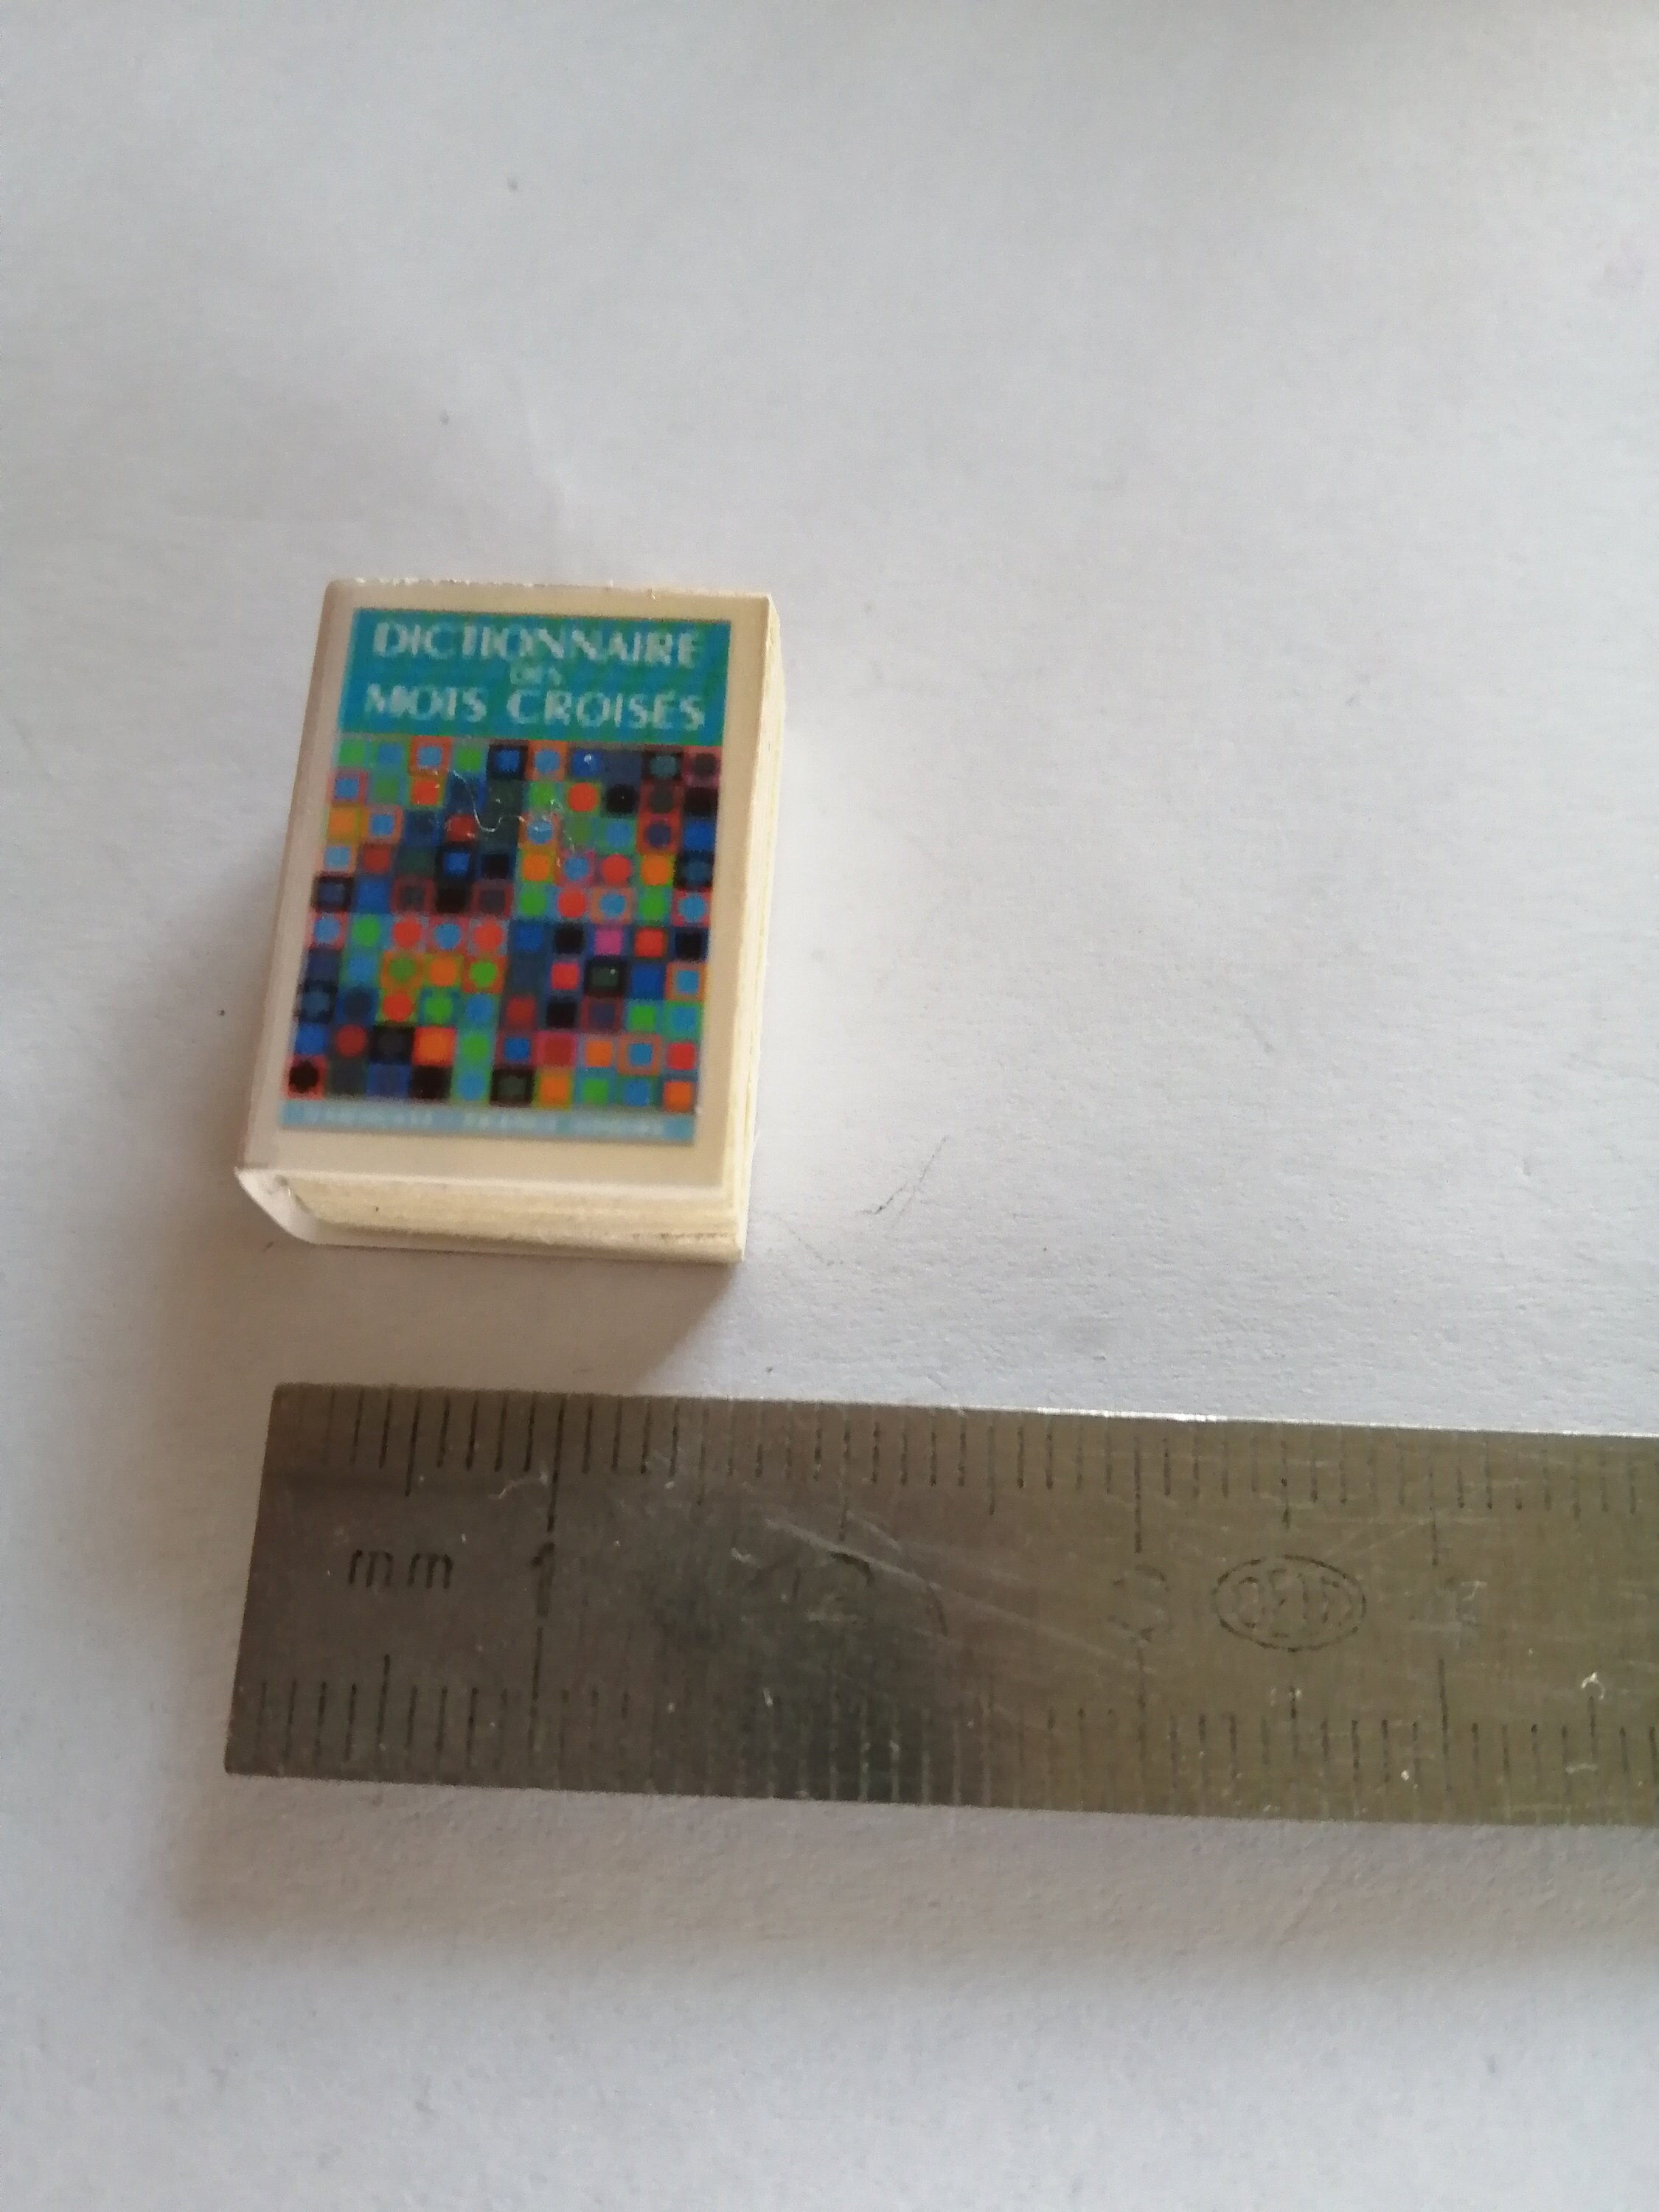 DICTIONNAIRE
DES
MOTS CROISÉS
mm 1 2 3 4